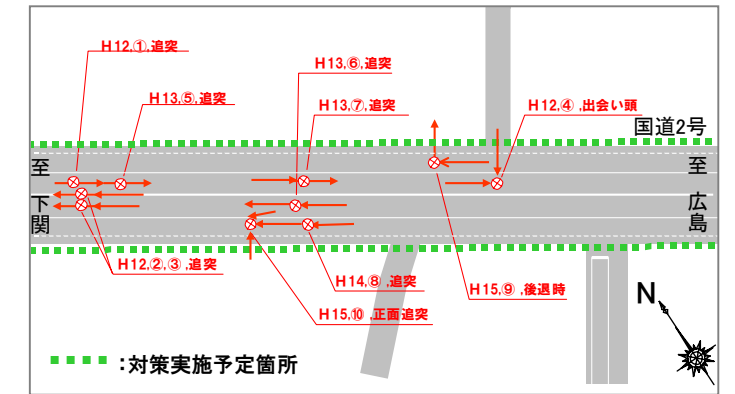 H12,①,追突
H13,⑥,追突
H13,⑤,追突
H13,⑦,追突
H12,④ ,出会い頭
国道2号
至
下
関
至
広
島
H12,②,③ ,追突
H14,⑧ ,追突
H15,⑨ ,後退時
H15,⑩ ,正面追突
N
:対策実施予定箇所